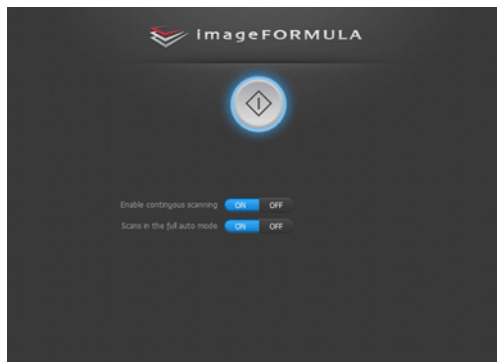 imageFORMULA
Enable continuous scanning ON OFF
Scans in the full auto mode ON OFF